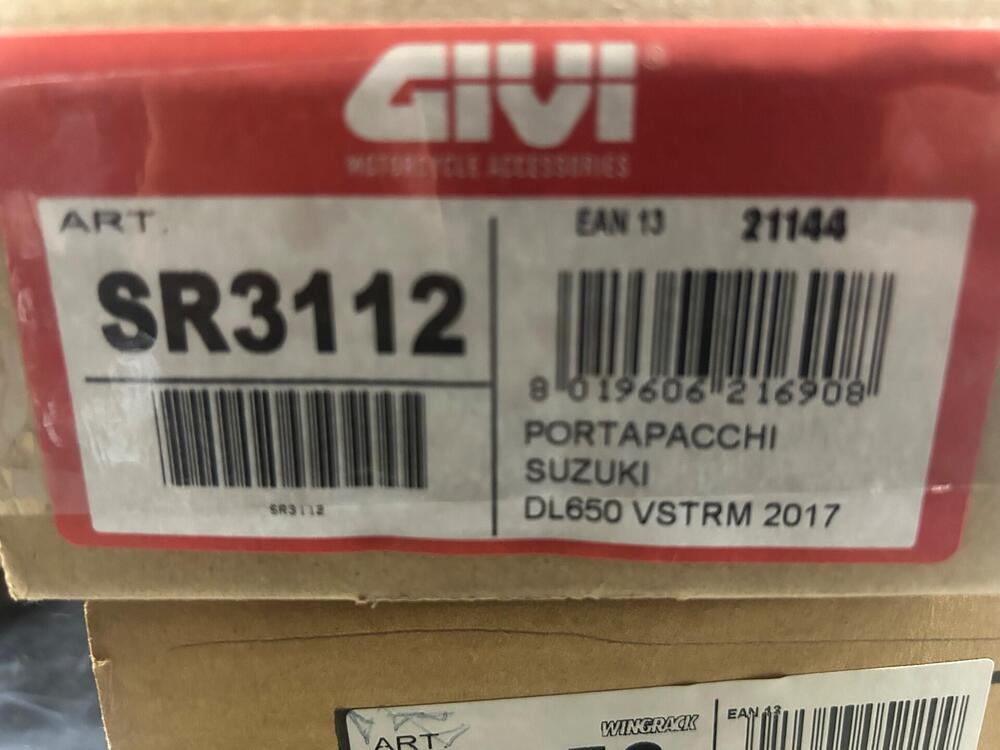 GIVI®
MOTORCYCLE ACCESSORIES
ART.
SR3112
SR3112
EAN 13 21144
8 019606 216908
PORTAPACCHI
SUZUKI
DL650 VSTRM 2017
ART.
WINGRACK
EAN 13